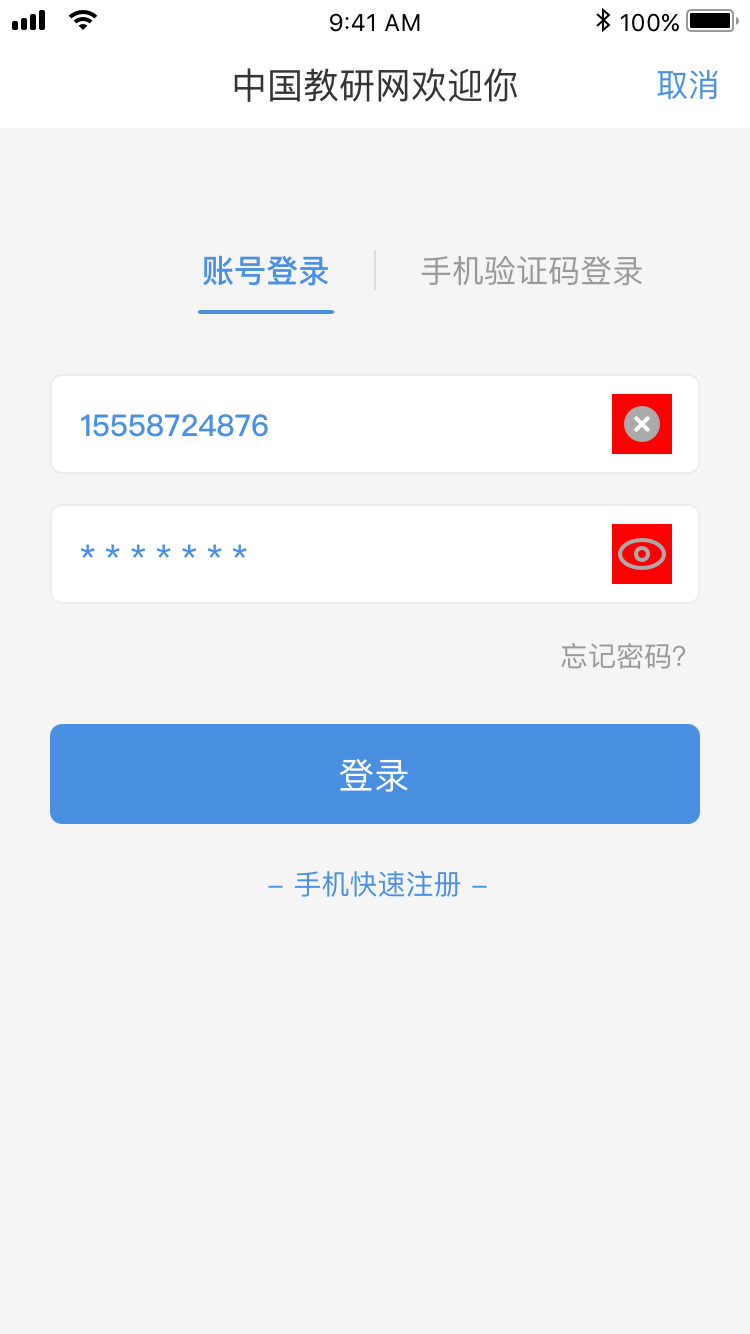 9:41 AM
100%
中国教研网欢迎你
取消
账号登录
手机验证码登录
15558724876
*******
忘记密码?
登录
– 手机快速注册 –